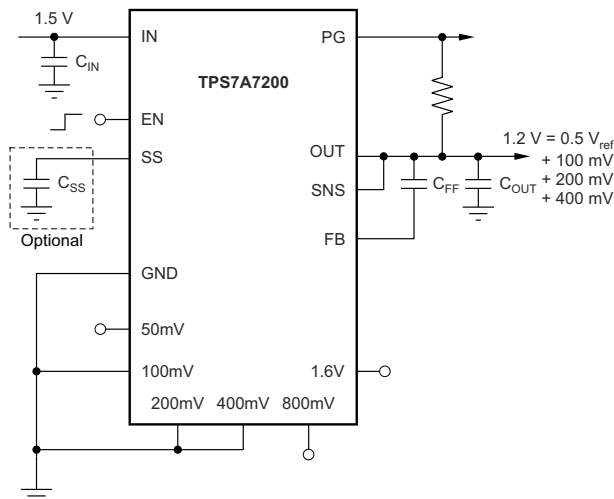 1.5 V
IN
PG
C_IN
TPS7A7200
EN
SS
OUT
1.2 V = 0.5 V_ref
+ 100 mV
+ 200 mV
+ 400 mV
C_SS
SNS
C_FF
C_OUT
Optional
FB
GND
50mV
100mV
1.6V
200mV 400mV 800mV